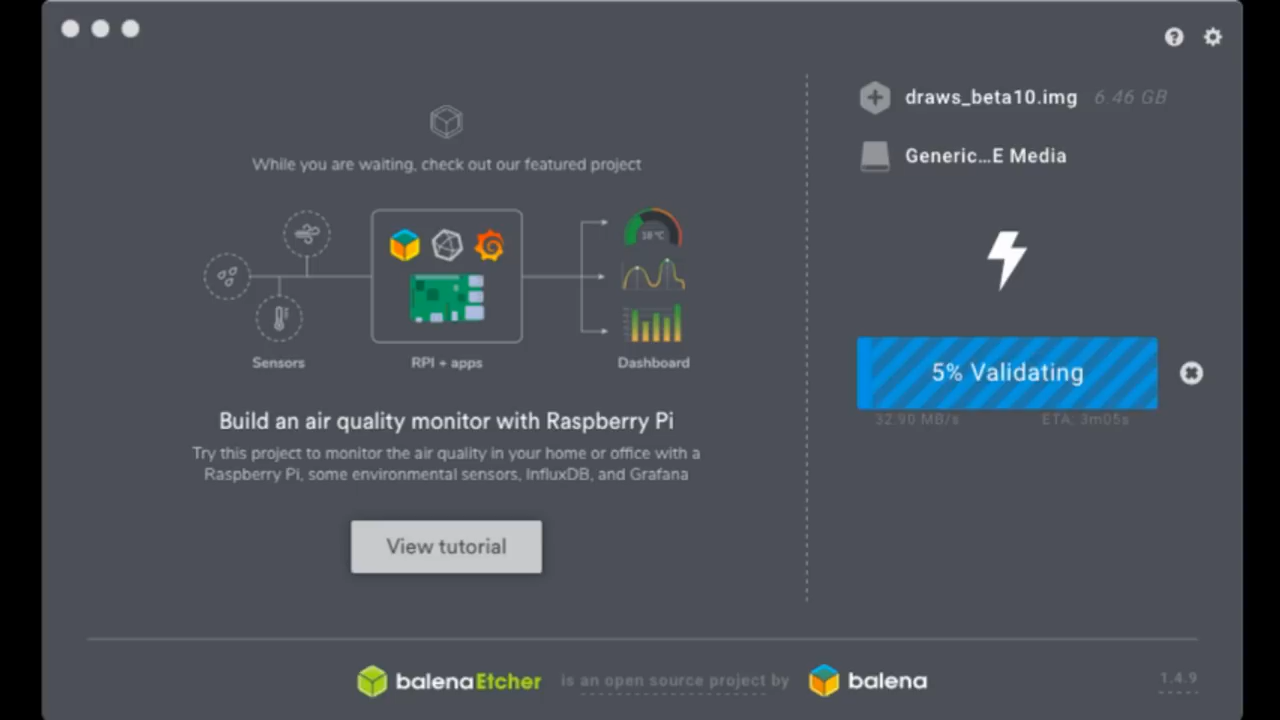 draws_beta10.img 6.46 GB
Generic...E Media
While you are waiting, check out our featured project
18°C
Sensors
RPI + apps
Dashboard
5% Validating
32.90 MB/s ETA: 3m05s
Build an air quality monitor with Raspberry Pi
Try this project to monitor the air quality in your home or office with a
Raspberry Pi, some environmental sensors, InfluxDB, and Grafana
View tutorial
balenaEtcher is an open source project by balena 1.4.9